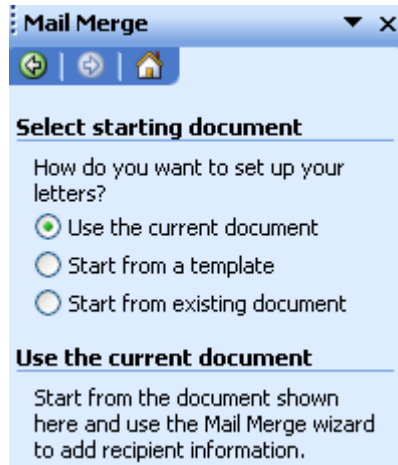 Mail Merge
Select starting document
How do you want to set up your
letters?
Use the current document
Start from a template
Start from existing document
Use the current document
Start from the document shown
here and use the Mail Merge wizard
to add recipient information.